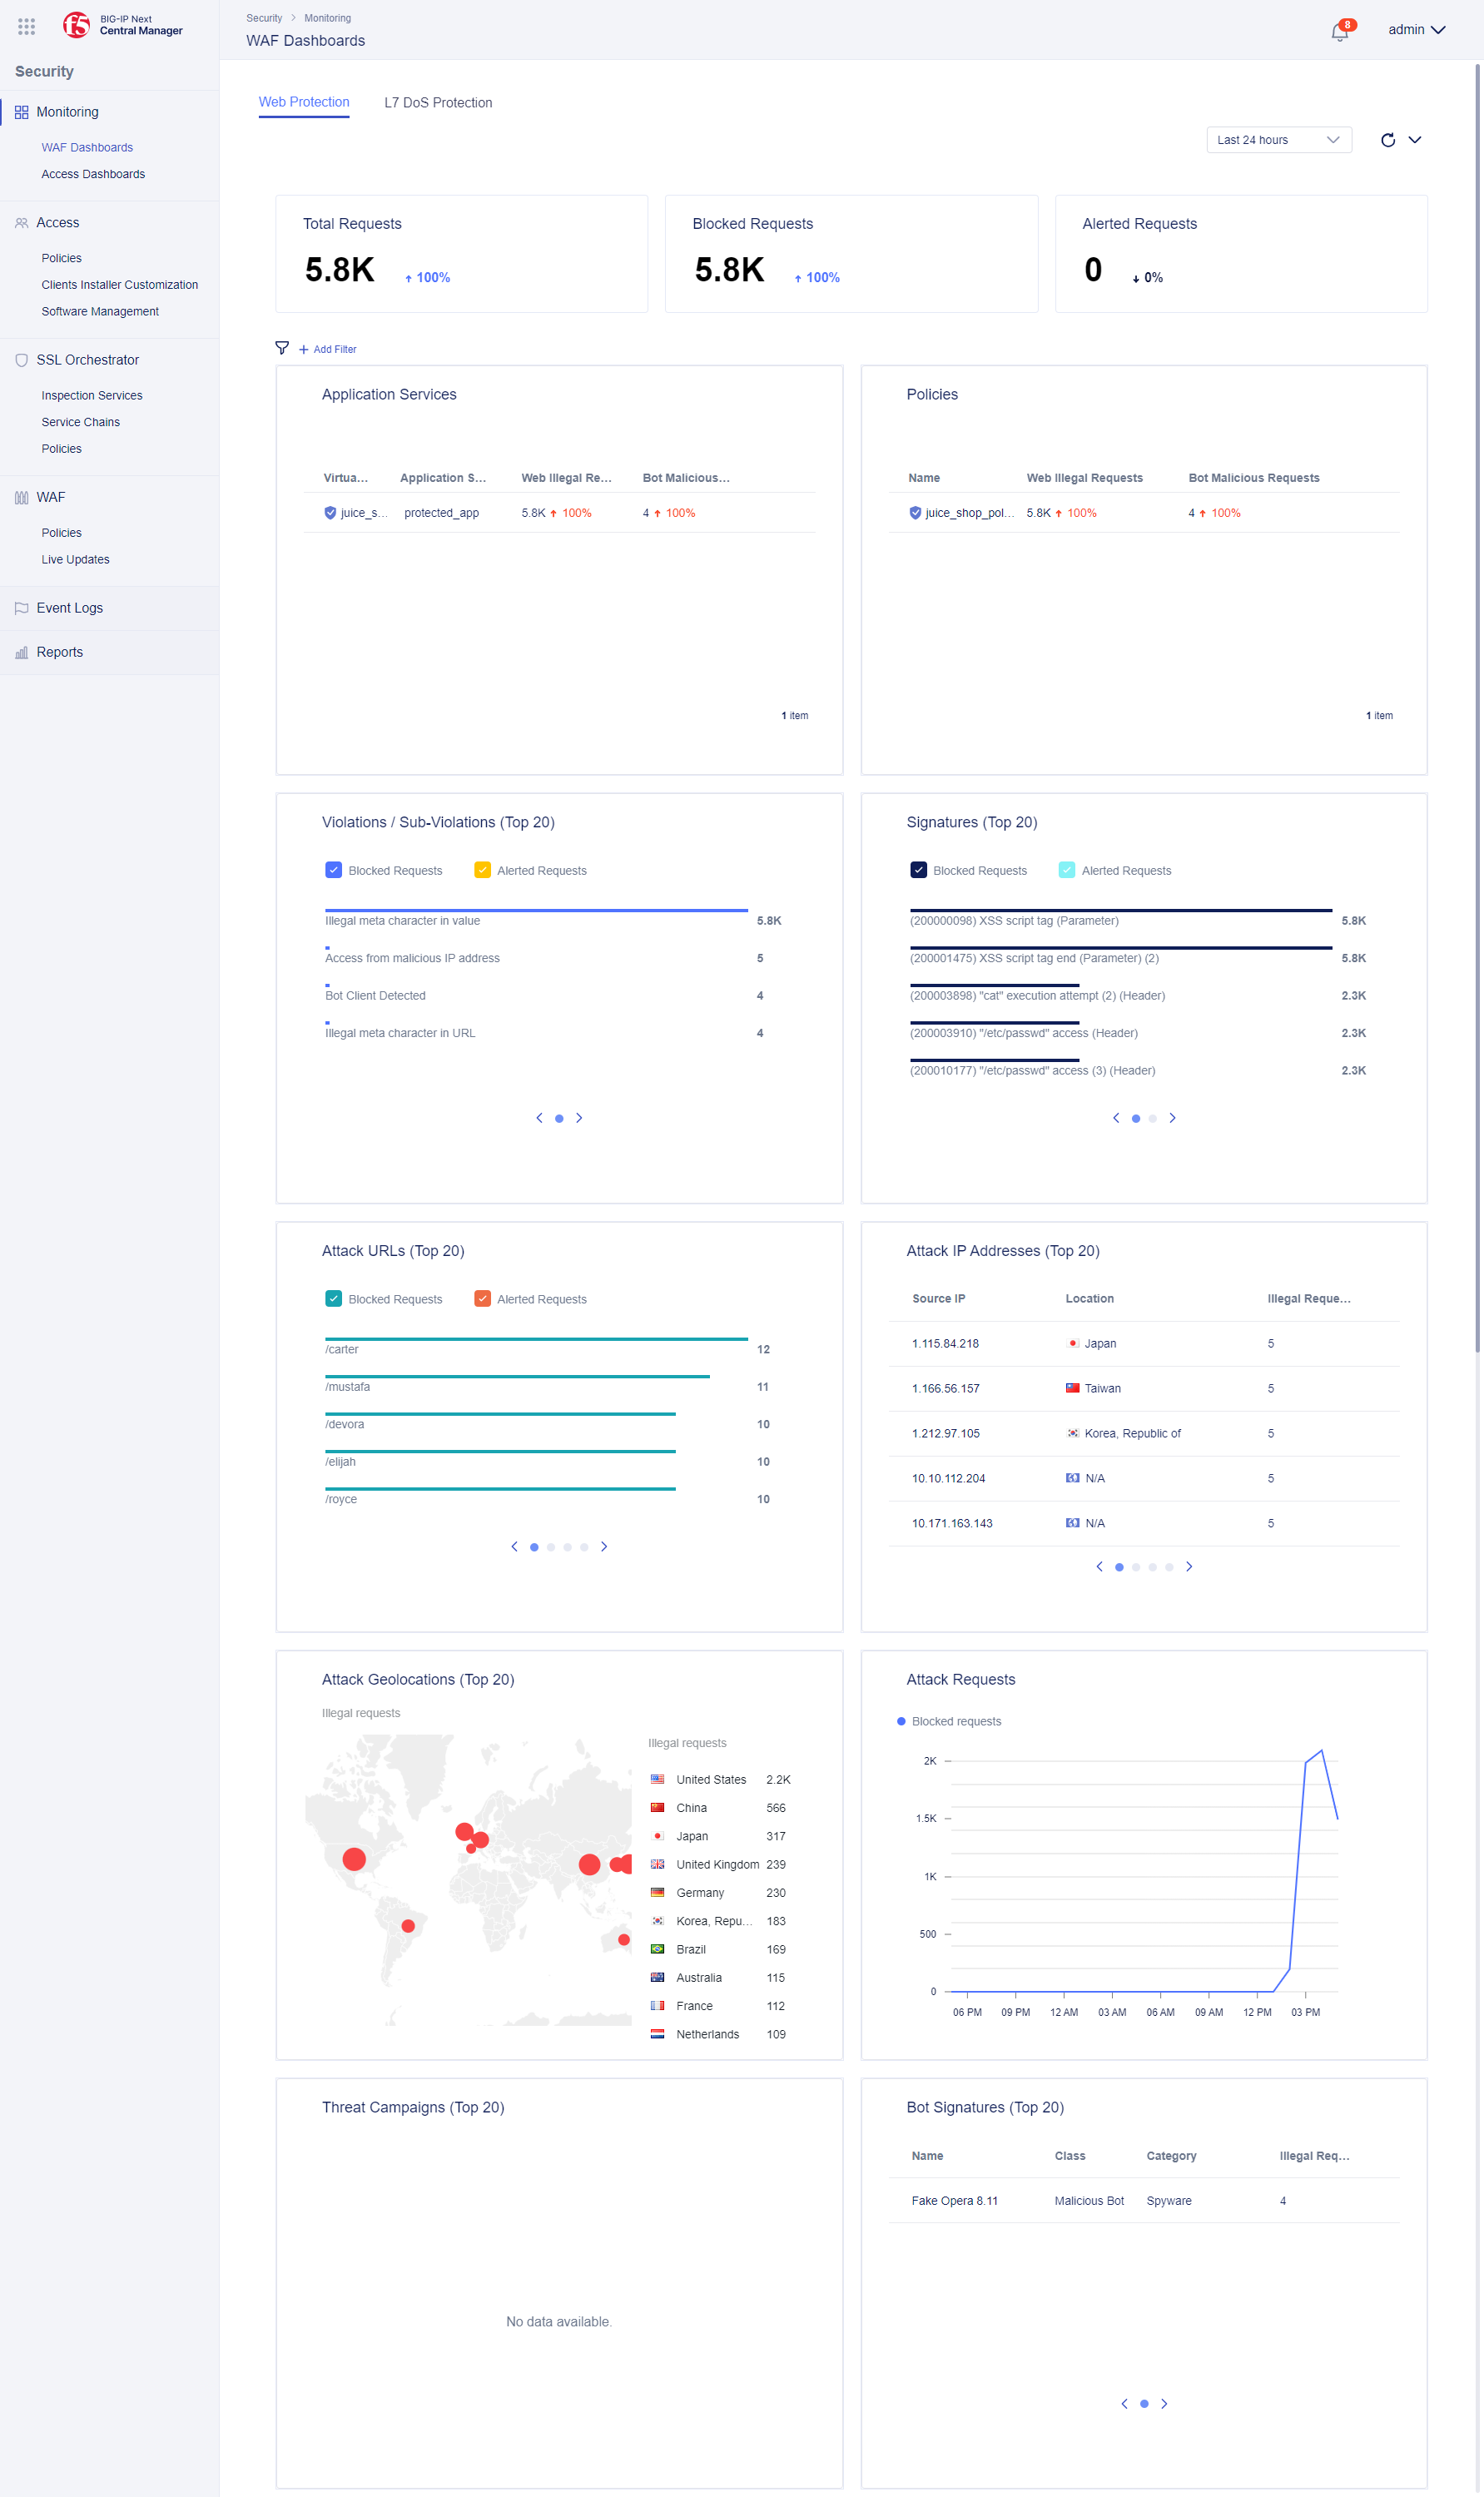 BIG-IP Next
Central Manager
Security
Monitoring
WAF Dashboards
Access Dashboards
Access
Policies
Clients Installer Customization
Software Management
SSL Orchestrator
Inspection Services
Service Chains
Policies
WAF
Policies
Live Updates
Event Logs
Reports
Security > Monitoring
WAF Dashboards
8
admin
Web Protection L7 DoS Protection
Last 24 hours
Total Requests
5.8K ↑ 100%
Blocked Requests
5.8K ↑ 100%
Alerted Requests
0 ↓ 0%
+ Add Filter
Application Services
Virtua... Application S... Web Illegal Re... Bot Malicious...
juice_s... protected_app 5.8K ↑ 100% 4 ↑ 100%
1 item
Policies
Name Web Illegal Requests Bot Malicious Requests
juice_shop_pol... 5.8K ↑ 100% 4 ↑ 100%
1 item
Violations / Sub-Violations (Top 20)
Blocked Requests Alerted Requests
Illegal meta character in value 5.8K
Access from malicious IP address 5
Bot Client Detected 4
Illegal meta character in URL 4
Signatures (Top 20)
Blocked Requests Alerted Requests
(200000098) XSS script tag (Parameter) 5.8K
(200001475) XSS script tag end (Parameter) (2) 5.8K
(200003898) "cat" execution attempt (2) (Header) 2.3K
(200003910) "/etc/passwd" access (Header) 2.3K
(200010177) "/etc/passwd" access (3) (Header) 2.3K
Attack URLs (Top 20)
Blocked Requests Alerted Requests
/carter 12
/mustafa 11
/devora 10
/elijah 10
/royce 10
Attack IP Addresses (Top 20)
Source IP Location Illegal Reque...
1.115.84.218 Japan 5
1.166.56.157 Taiwan 5
1.212.97.105 Korea, Republic of 5
10.10.112.204 N/A 5
10.171.163.143 N/A 5
Attack Geolocations (Top 20)
Illegal requests
Illegal requests
United States 2.2K
China 566
Japan 317
United Kingdom 239
Germany 230
Korea, Repu... 183
Brazil 169
Australia 115
France 112
Netherlands 109
Attack Requests
Blocked requests
2K
1.5K
1K
500
0
06 PM 09 PM 12 AM 03 AM 06 AM 09 AM 12 PM 03 PM
Threat Campaigns (Top 20)
No data available.
Bot Signatures (Top 20)
Name Class Category Illegal Req...
Fake Opera 8.11 Malicious Bot Spyware 4